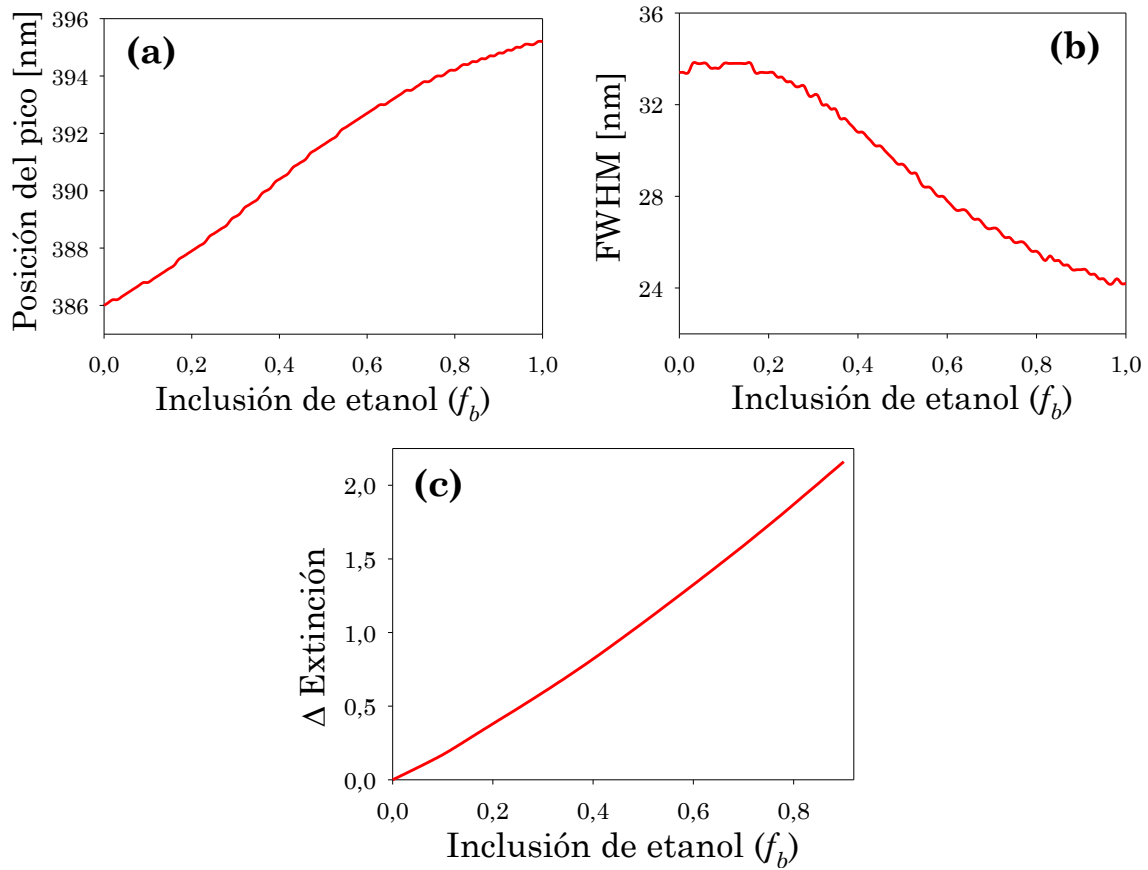 (a)
Posición del pico [nm]
396
394
392
390
388
386
0,0 0,2 0,4 0,6 0,8 1,0
Inclusión de etanol (f_b)
(b)
FWHM [nm]
36
32
28
24
0,0 0,2 0,4 0,6 0,8 1,0
Inclusión de etanol (f_b)
(c)
Δ Extinción
2,0
1,5
1,0
0,5
0,0
0,0 0,2 0,4 0,6 0,8
Inclusión de etanol (f_b)